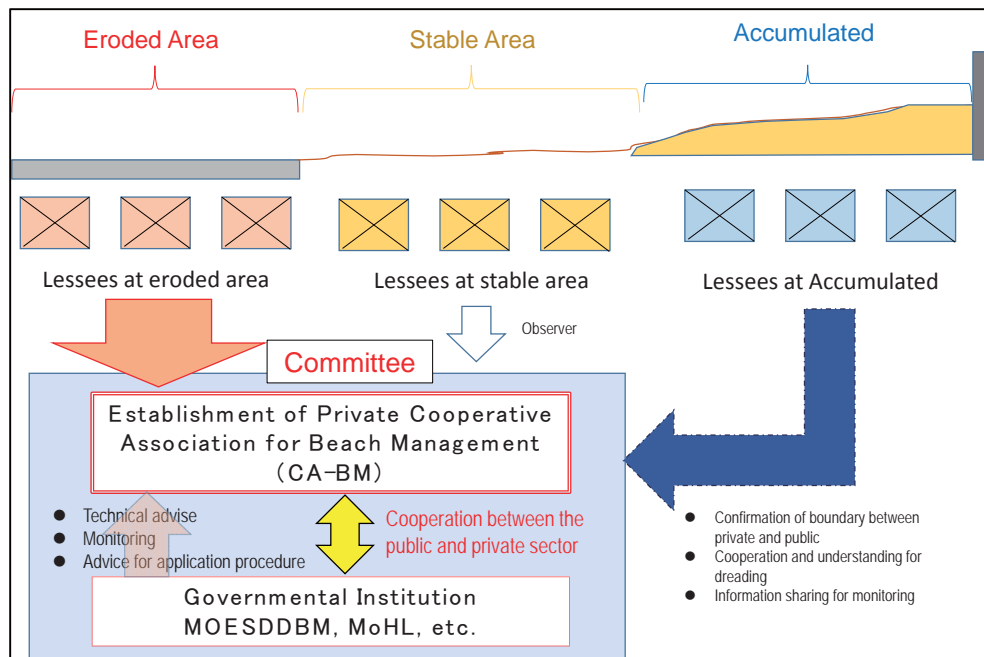 Eroded Area
Stable Area
Accumulated
Lessees at eroded area
Lessees at stable area
Lessees at Accumulated
Observer
Committee
Establishment of Private Cooperative
Association for Beach Management
(CA-BM)
● Technical advise
● Monitoring
● Advice for application procedure
Cooperation between the
public and private sector
Governmental Institution
MOESDDBM, MoHL, etc.
● Confirmation of boundary between
private and public
● Cooperation and understanding for
dreading
● Information sharing for monitoring